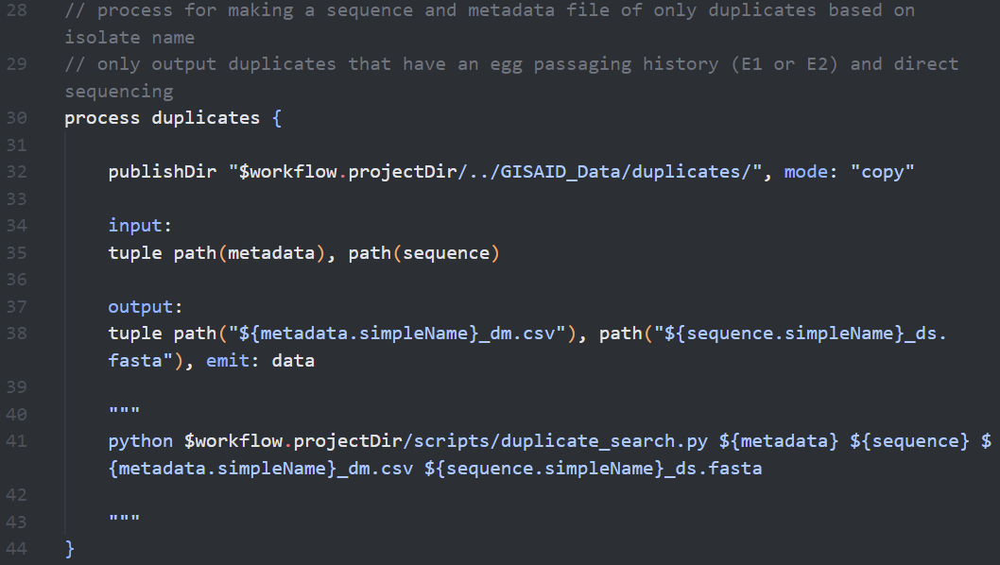 28 // process for making a sequence and metadata file of only duplicates based on
isolate name
29 // only output duplicates that have an egg passaging history (E1 or E2) and direct
sequencing
30 process duplicates {
31
32 publishDir "$workflow.projectDir/../GISAID_Data/duplicates/", mode: "copy"
33
34 input:
35 tuple path(metadata), path(sequence)
36
37 output:
38 tuple path("${metadata.simpleName}_dm.csv"), path("${sequence.simpleName}_ds.
fasta"), emit: data
39
40 """
41 python $workflow.projectDir/scripts/duplicate_search.py ${metadata} ${sequence} $
{metadata.simpleName}_dm.csv ${sequence.simpleName}_ds.fasta
42
43 """
44 }